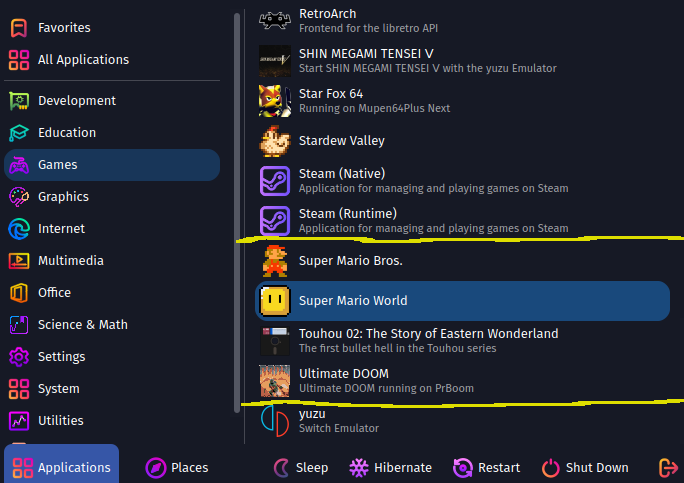 Favorites
All Applications
Development
Education
Games
Graphics
Internet
Multimedia
Office
Science & Math
Settings
System
Utilities
RetroArch
Frontend for the libretro API
SHIN MEGAMI TENSEI V
Start SHIN MEGAMI TENSEI V with the yuzu Emulator
Star Fox 64
Running on Mupen64Plus Next
Stardew Valley
Steam (Native)
Application for managing and playing games on Steam
Steam (Runtime)
Application for managing and playing games on Steam
Super Mario Bros.
Super Mario World
Touhou 02: The Story of Eastern Wonderland
The first bullet hell in the Touhou series
Ultimate DOOM
Ultimate DOOM running on PrBoom
yuzu
Switch Emulator
Applications
Places
Sleep
Hibernate
Restart
Shut Down